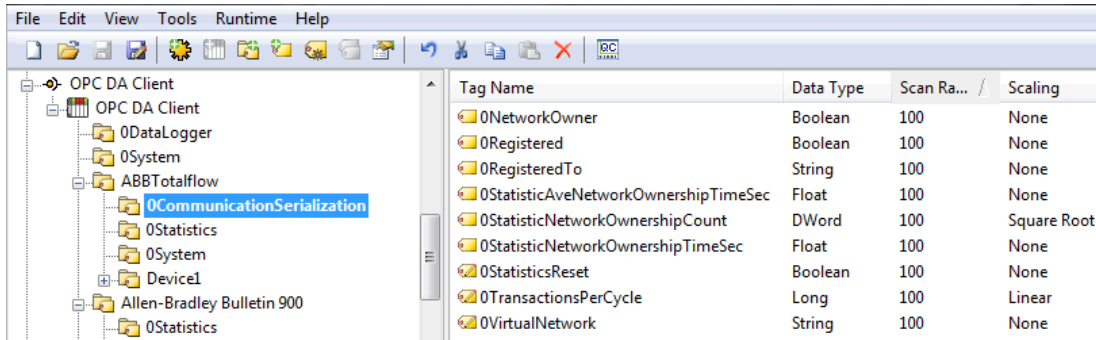 File Edit View Tools Runtime Help
QC
OPC DA Client
OPC DA Client
0DataLogger
0System
ABBTotalflow
0CommunicationSerialization
0Statistics
0System
Device1
Allen-Bradley Bulletin 900
0Statistics
Tag Name Data Type Scan Ra... Scaling
0NetworkOwner Boolean 100 None
0Registered Boolean 100 None
0RegisteredTo String 100 None
0StatisticAveNetworkOwnershipTimeSec Float 100 None
0StatisticNetworkOwnershipCount DWord 100 Square Root
0StatisticNetworkOwnershipTimeSec Float 100 None
0StatisticsReset Boolean 100 None
0TransactionsPerCycle Long 100 Linear
0VirtualNetwork String 100 None